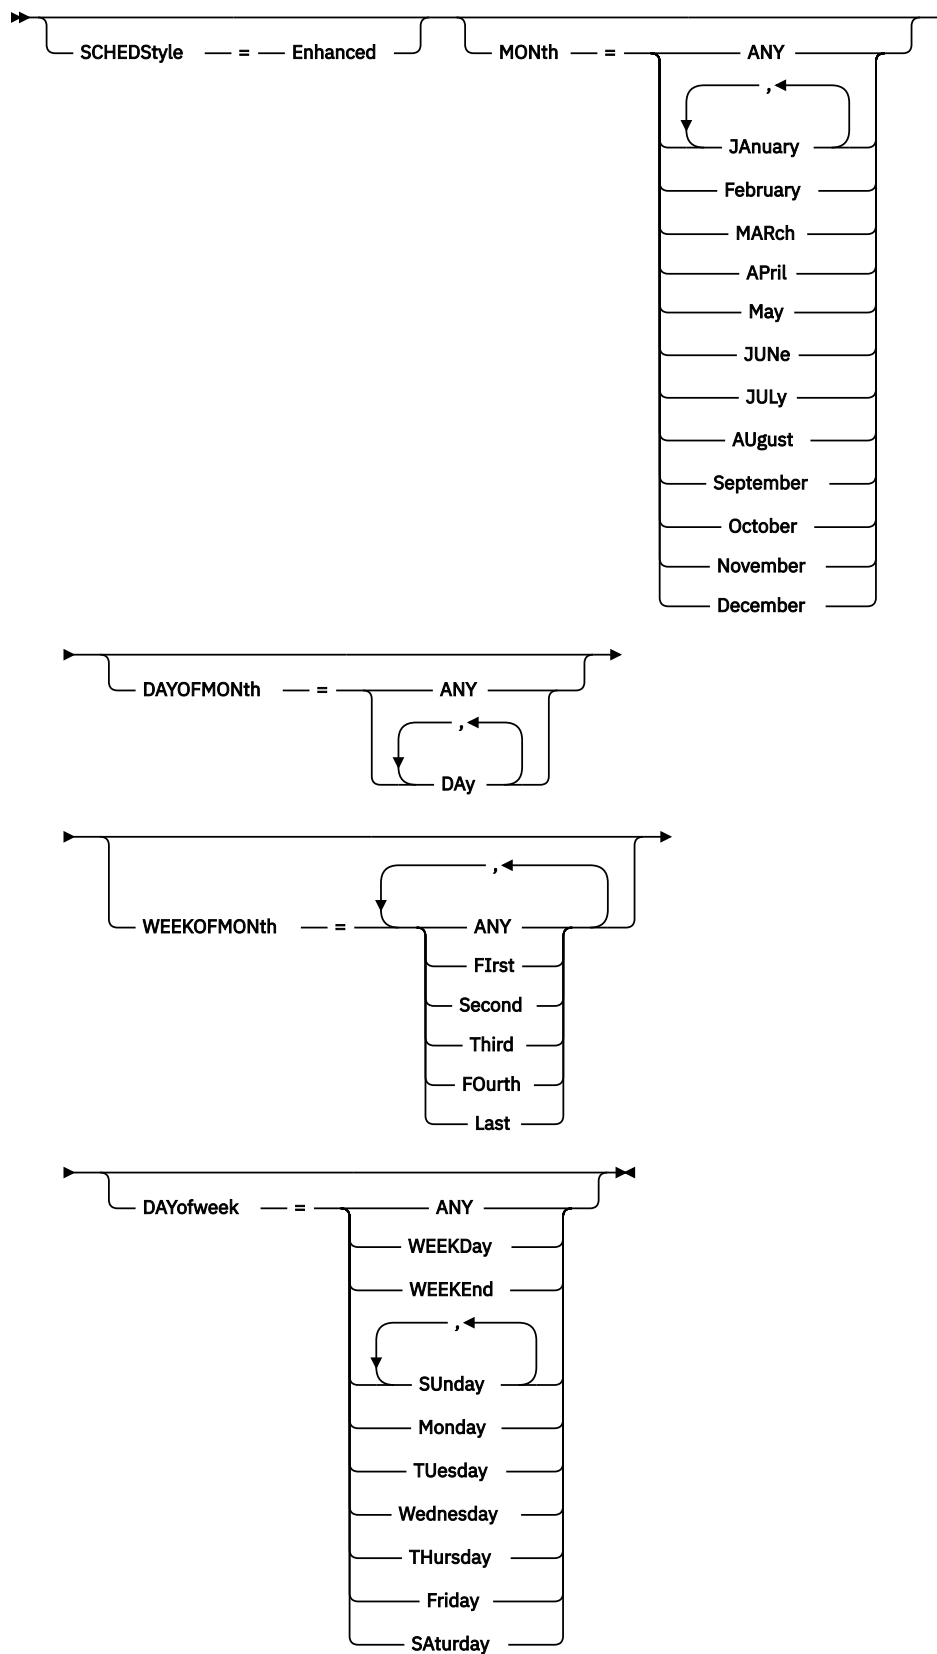 SCHEDStyle = Enhanced MONth = ANY
,
JAnuary
February
MARch
APril
May
JUNe
JULy
AUgust
September
October
November
December
DAYOFMONth = ANY
,
DAy
,
WEEKOFMONth = ANY
FIrst
Second
Third
FOurth
Last
DAYofweek = ANY
WEEKDay
WEEKEnd
,
SUnday
Monday
TUesday
Wednesday
THursday
Friday
SAturday